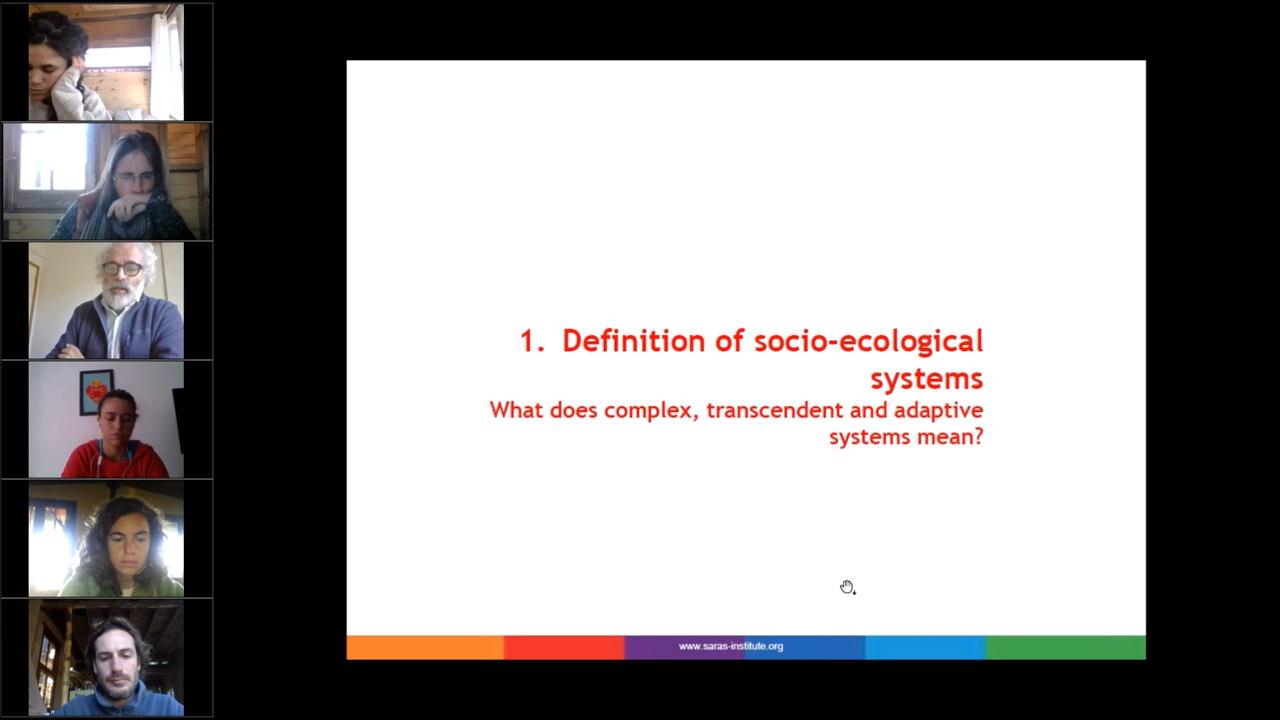 1. Definition of socio-ecological
systems
What does complex, transcendent and adaptive
systems mean?
www.saras-institute.org